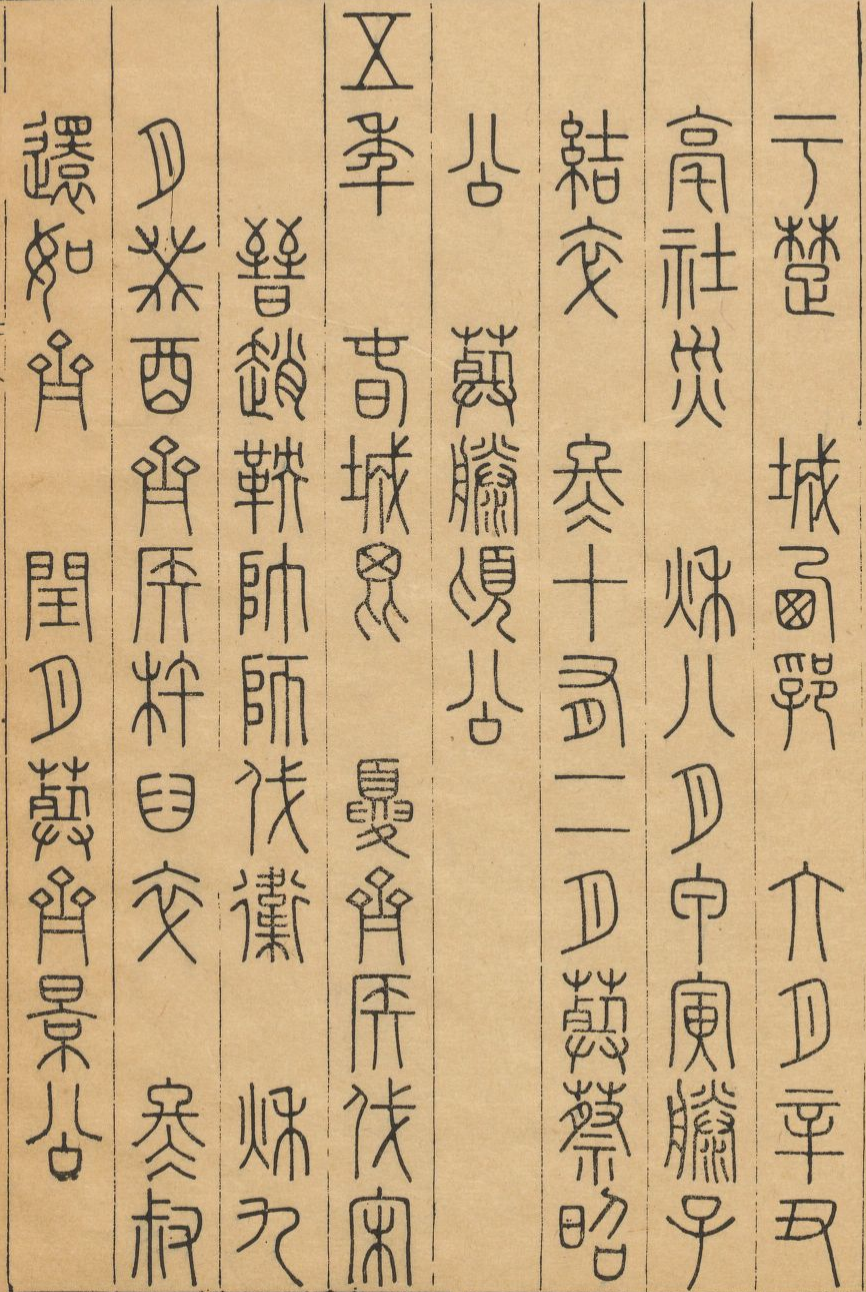 于楚 城西郛 六月辛丑
亳社災 秋八月甲寅滕子
結卒 冬十有二月葬蔡昭
公 葬滕頃公
五年 春城毗 夏齊侯伐宋
晉趙鞅帥師伐衛 秋九
月癸酉齊侯杵臼卒 冬叔
還如齊 閏月葬齊景公